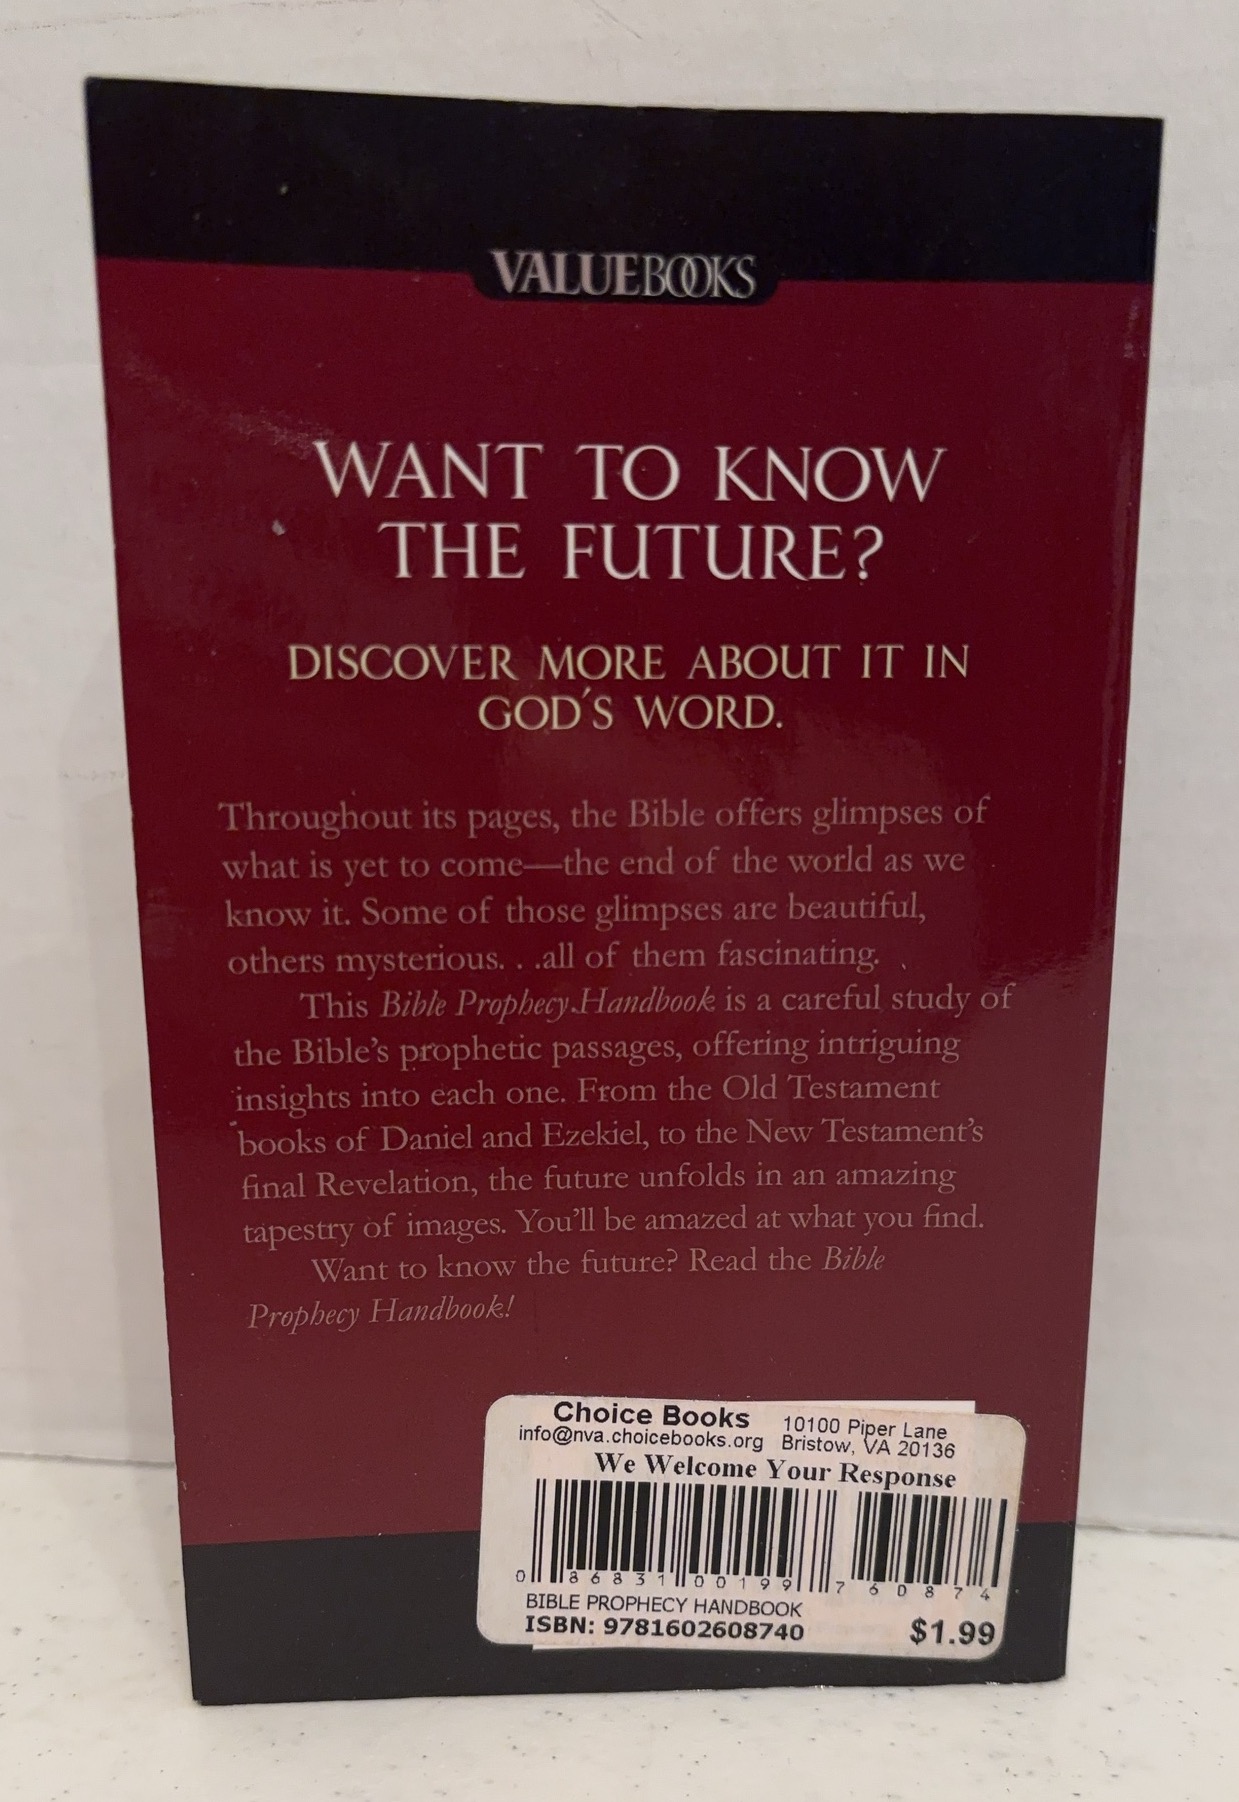 VALUEBOOKS
WANT TO KNOW
THE FUTURE?
DISCOVER MORE ABOUT IT IN
GOD'S WORD.
Throughout its pages, the Bible offers glimpses of
what is yet to come—the end of the world as we
know it. Some of those glimpses are beautiful,
others mysterious. . .all of them fascinating.
This Bible Prophecy Handbook is a careful study of
the Bible's prophetic passages, offering intriguing
insights into each one. From the Old Testament
books of Daniel and Ezekiel, to the New Testament's
final Revelation, the future unfolds in an amazing
tapestry of images. You'll be amazed at what you find.
Want to know the future? Read the Bible
Prophecy Handbook!
Choice Books 10100 Piper Lane
info@nva.choicebooks.org Bristow, VA 20136
We Welcome Your Response
0 86831 00199 7 60874
BIBLE PROPHECY HANDBOOK
ISBN: 9781602608740 $1.99